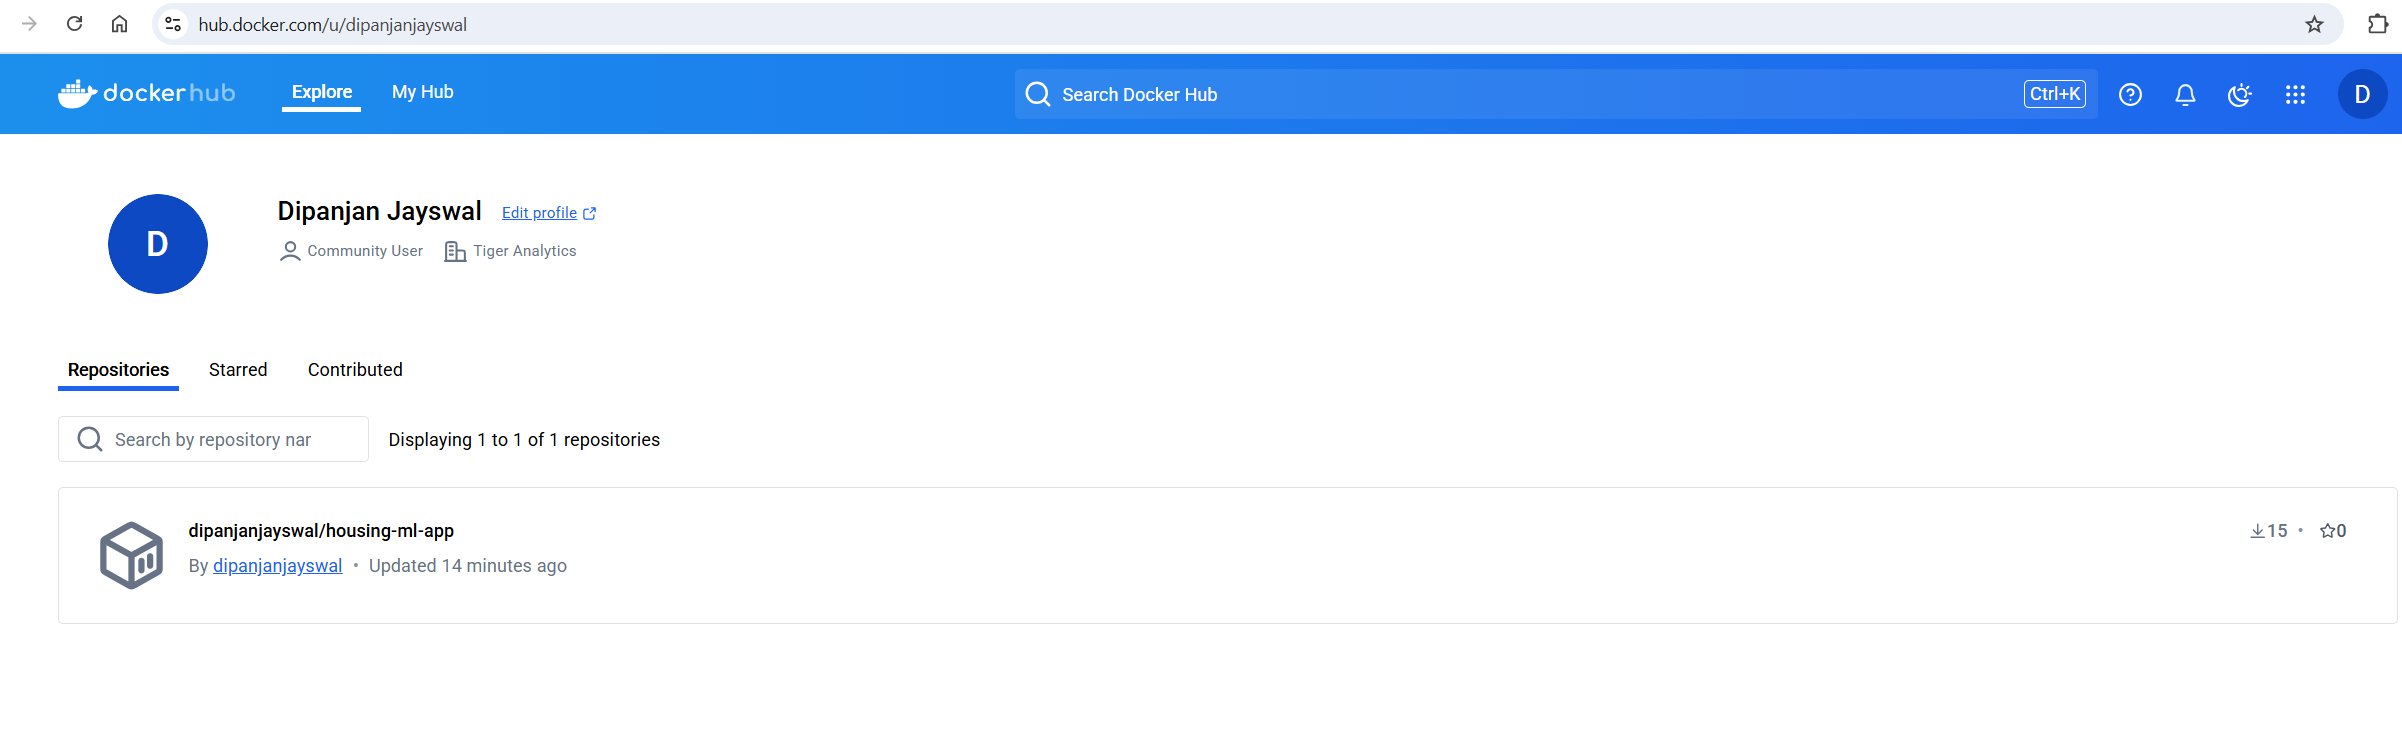 hub.docker.com/u/dipanjanjayswal
dockerhub Explore My Hub Search Docker Hub Ctrl+K D
D
Dipanjan Jayswal Edit profile
Community User Tiger Analytics
Repositories Starred Contributed
Search by repository nar Displaying 1 to 1 of 1 repositories
dipanjanjayswal/housing-ml-app 15 • 0
By dipanjanjayswal • Updated 14 minutes ago